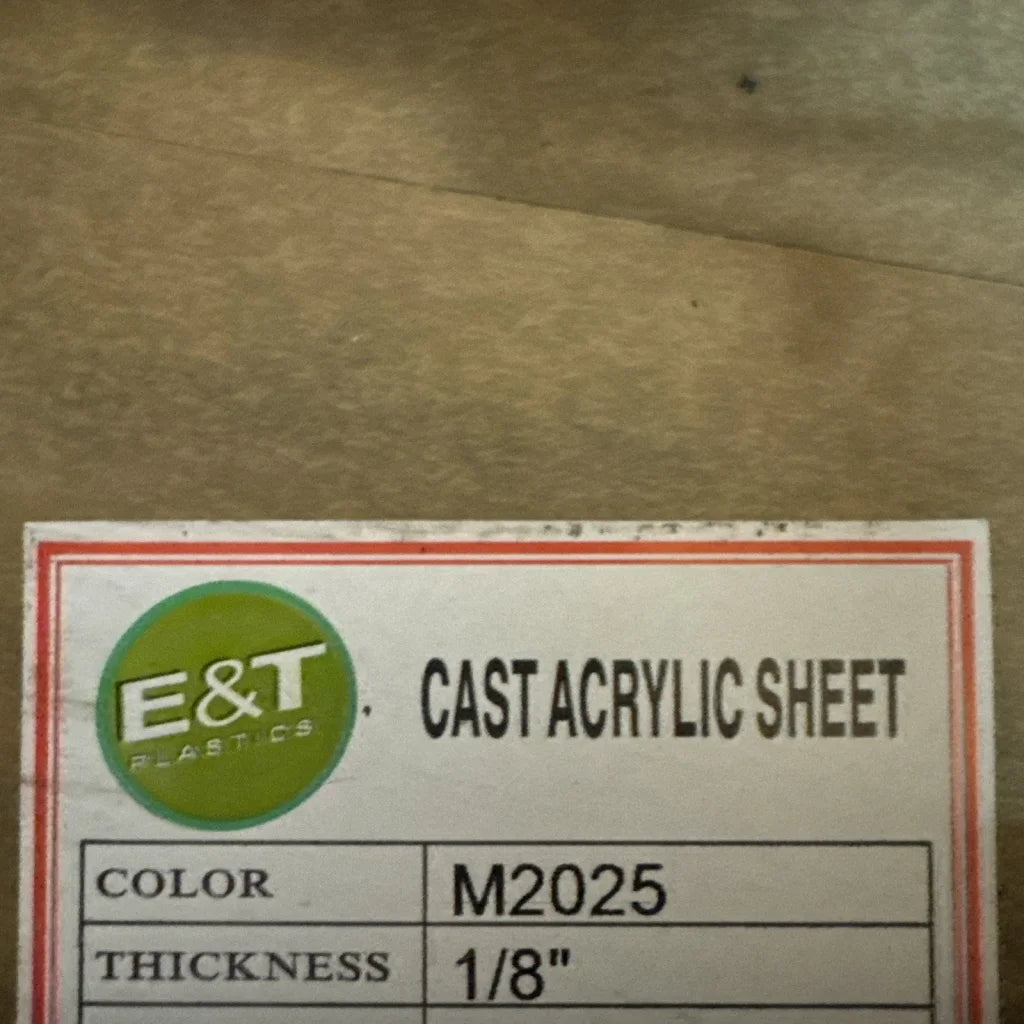 E&T
PLASTICS
CAST ACRYLIC SHEET
COLOR M2025
THICKNESS 1/8"